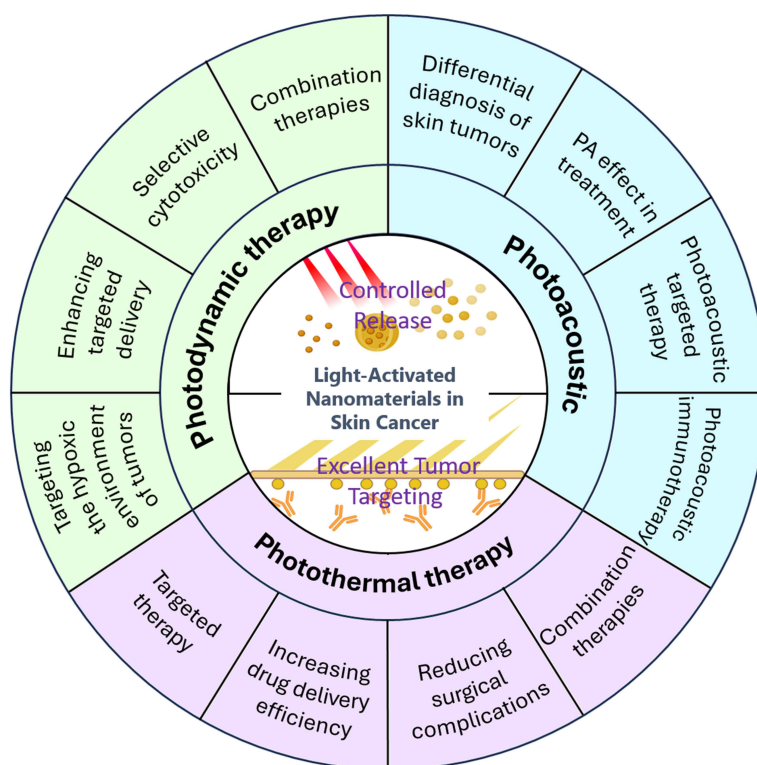 Combination
therapies
Differential
diagnosis of
skin tumors
PA effect in
treatment
Photoacoustic
targeted
therapy
Photoacoustic
immunotherapy
Combination
therapies
Reducing
surgical
complications
Increasing
drug delivery
efficiency
Targeted
therapy
Targeting
the hypoxic
environment
of tumors
Enhancing
targeted
delivery
Selective
cytotoxicity
Photodynamic therapy
Photoacoustic
Photothermal therapy
Controlled
Release
Light-Activated
Nanomaterials in
Skin Cancer
Excellent Tumor
Targeting